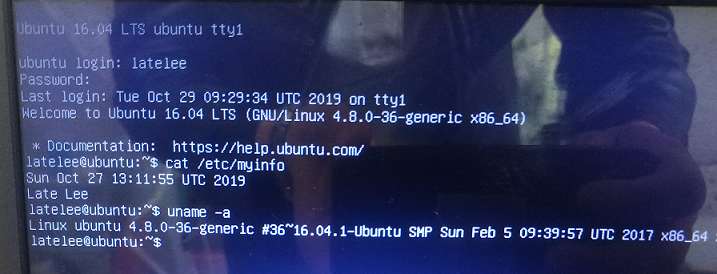 Ubuntu 16.04 LTS ubuntu tty1
ubuntu login: latelee
Password:
Last login: Tue Oct 29 09:29:34 UTC 2019 on tty1
Welcome to Ubuntu 16.04 LTS (GNU/Linux 4.8.0-36-generic x86_64)
* Documentation:  https://help.ubuntu.com/
latelee@ubuntu:~$ cat /etc/myinfo
Sun Oct 27 13:11:55 UTC 2019
Late Lee
latelee@ubuntu:~$ uname -a
Linux ubuntu 4.8.0-36-generic #36~16.04.1-Ubuntu SMP Sun Feb 5 09:39:57 UTC 2017 x86_64
latelee@ubuntu:~$